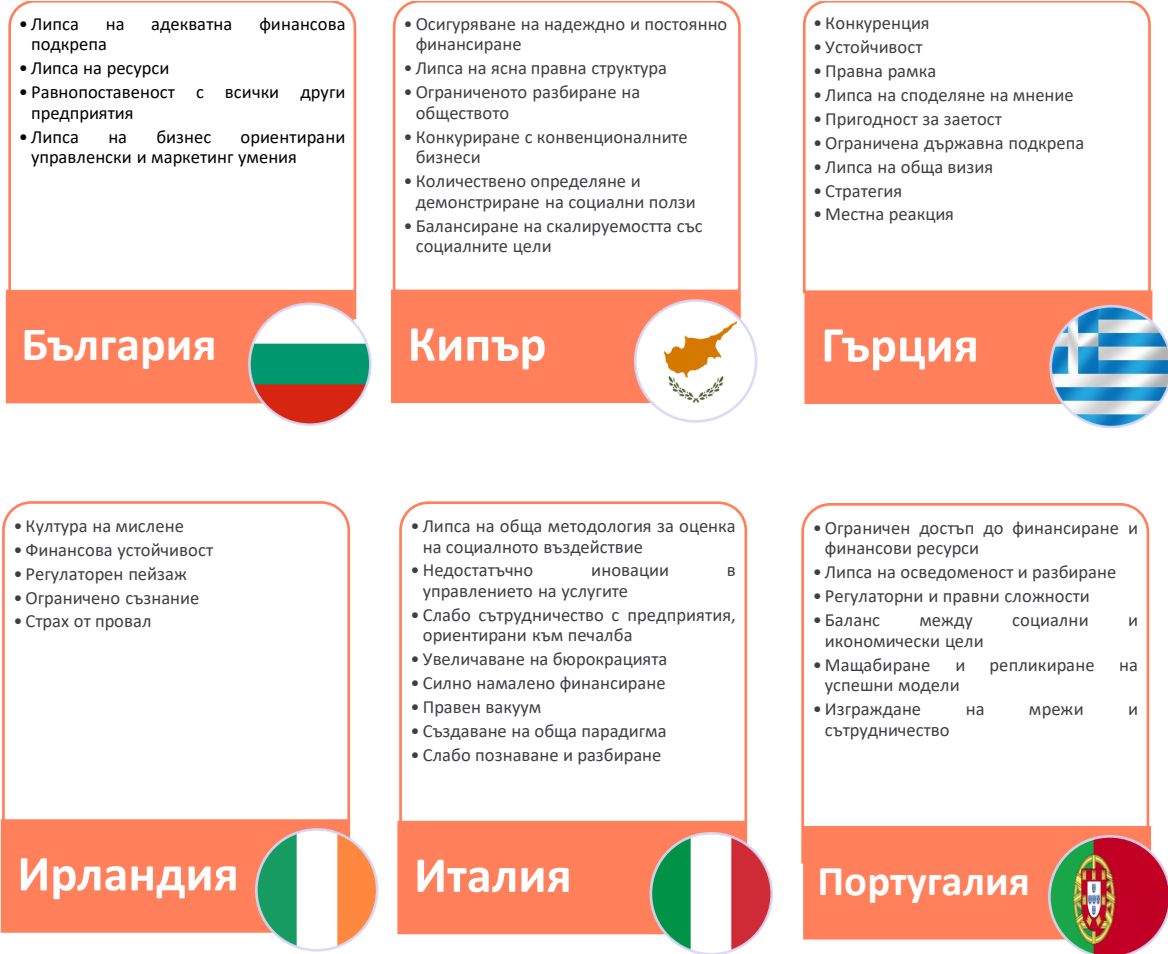 • Липса на адекватна финансова
подкрепа
• Липса на ресурси
• Равнопоставеност с всички други
предприятия
• Липса на бизнес ориентирани
управленски и маркетинг умения
България
• Осигуряване на надеждно и постоянно
финансиране
• Липса на ясна правна структура
• Ограниченото разбиране на
обществото
• Конкуриране с конвенционалните
бизнеси
• Количествено определяне и
демонстриране на социални ползи
• Балансиране на скалируемостта със
социалните цели
Кипър
• Конкуренция
• Устойчивост
• Правна рамка
• Липса на споделяне на мнение
• Пригодност за заетост
• Ограничена държавна подкрепа
• Липса на обща визия
• Стратегия
• Местна реакция
Гърция
• Култура на мислене
• Финансова устойчивост
• Регулаторен пейзаж
• Ограничено съзнание
• Страх от провал
Ирландия
• Липса на обща методология за оценка
на социалното въздействие
• Недостатъчно иновации в
управлението на услугите
• Слабо сътрудничество с предприятия,
ориентирани към печалба
• Увеличаване на бюрокрацията
• Силно намалено финансиране
• Правен вакуум
• Създаване на обща парадигма
• Слабо познаване и разбиране
Италия
• Ограничен достъп до финансиране и
финансови ресурси
• Липса на осведоменост и разбиране
• Регулаторни и правни сложности
• Баланс между социални и
икономически цели
• Мащабиране и репликиране на
успешни модели
• Изграждане на мрежи и
сътрудничество
Португалия